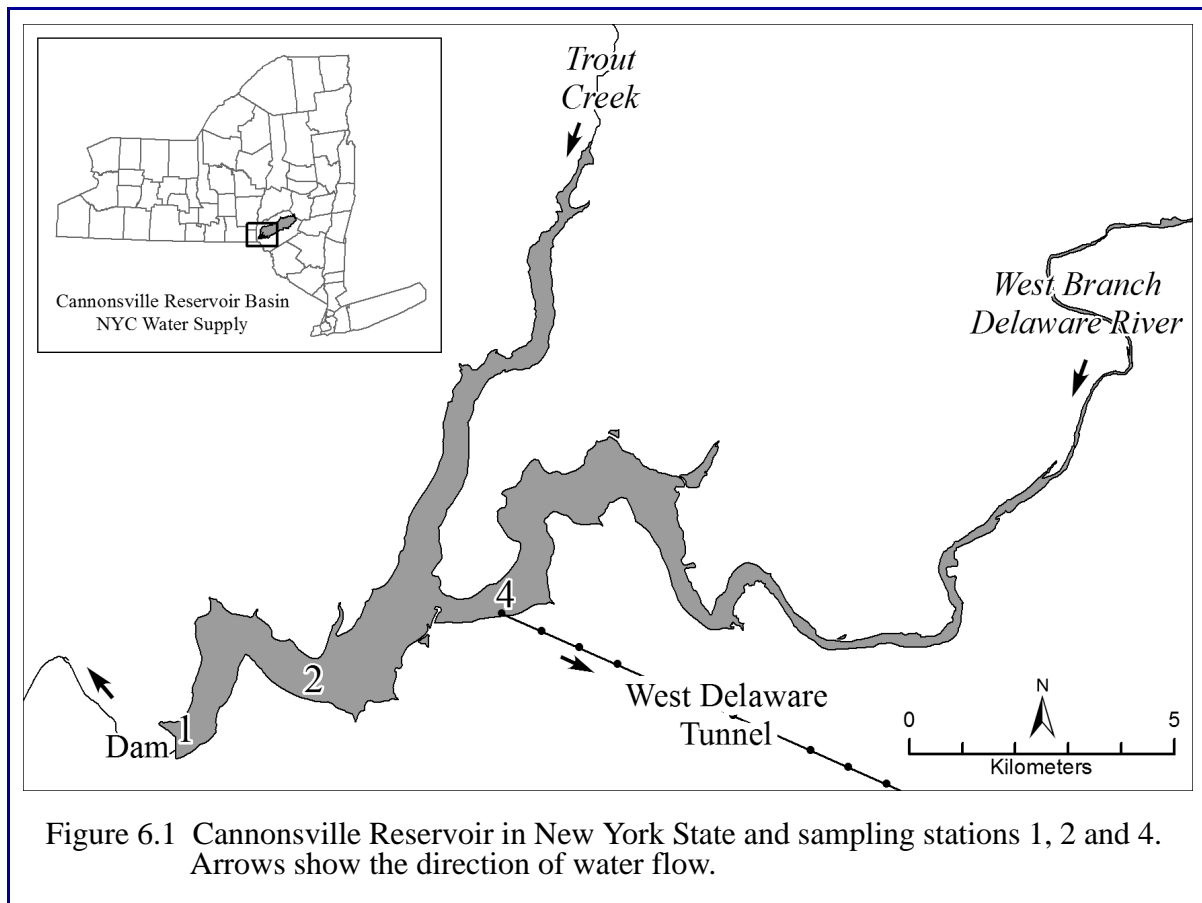 Cannonsville Reservoir Basin
NYC Water Supply
Trout
Creek
West Branch
Delaware River
4
2
1
Dam
West Delaware
Tunnel
N
0 5
Kilometers
Figure 6.1 Cannonsville Reservoir in New York State and sampling stations 1, 2 and 4.
Arrows show the direction of water flow.